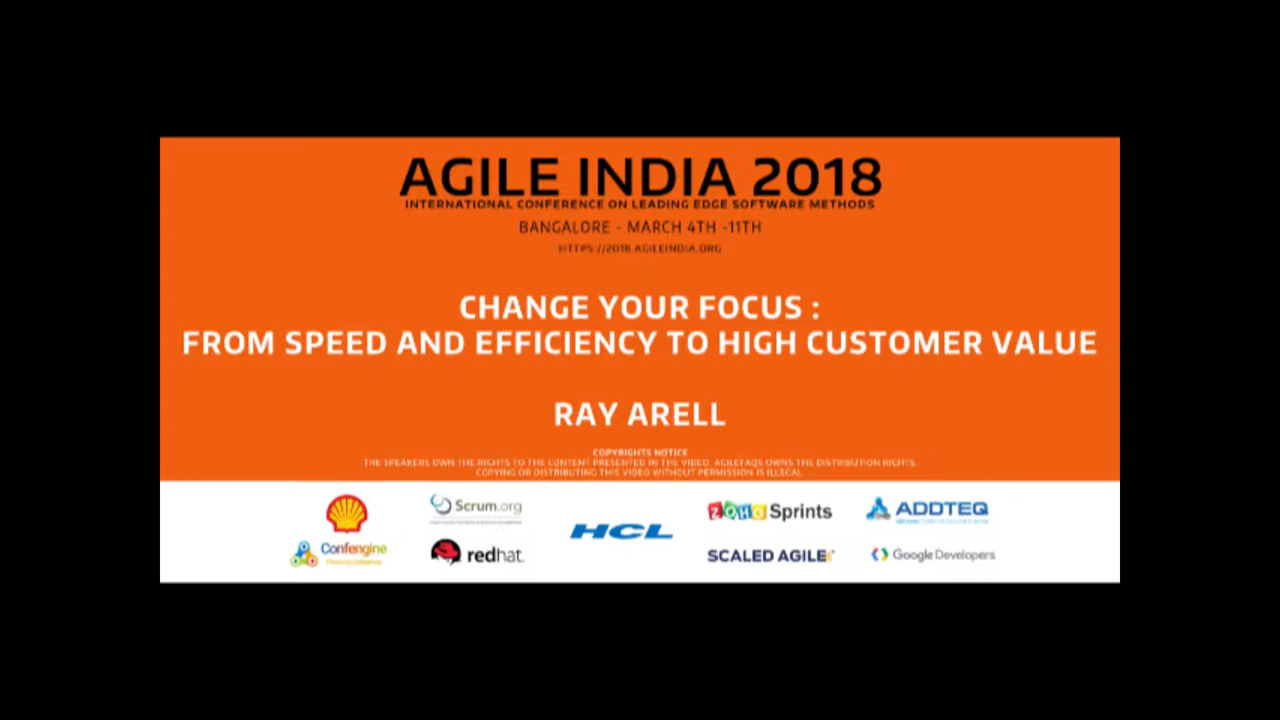 AGILE INDIA 2018
INTERNATIONAL CONFERENCE ON LEADING EDGE SOFTWARE METHODS
BANGALORE - MARCH 4TH -11TH
HTTPS://2018.AGILEINDIA.ORG
CHANGE YOUR FOCUS :
FROM SPEED AND EFFICIENCY TO HIGH CUSTOMER VALUE
RAY ARELL
COPYRIGHTS NOTICE
THE SPEAKERS OWN THE RIGHTS TO THE CONTENT PRESENTED IN THE VIDEO. AGILEFAQS OWNS THE DISTRIBUTION RIGHTS.
COPYING OR DISTRIBUTING THIS VIDEO WITHOUT PERMISSION IS ILLEGAL.
Scrum.org
HCL
ZOHO Sprints
ADDTEQ
Confengine
redhat.
SCALED AGILE
Google Developers